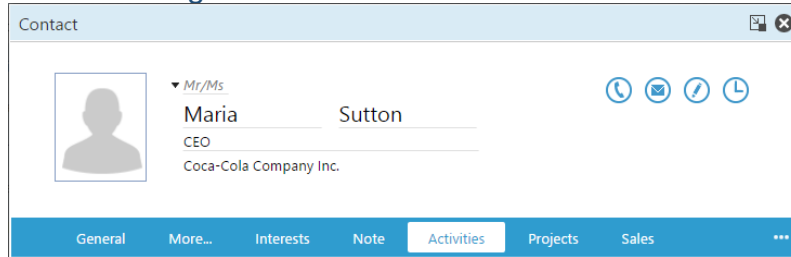 Contact
Mr/Ms
Maria Sutton
CEO
Coca-Cola Company Inc.
General More... Interests Note Activities Projects Sales